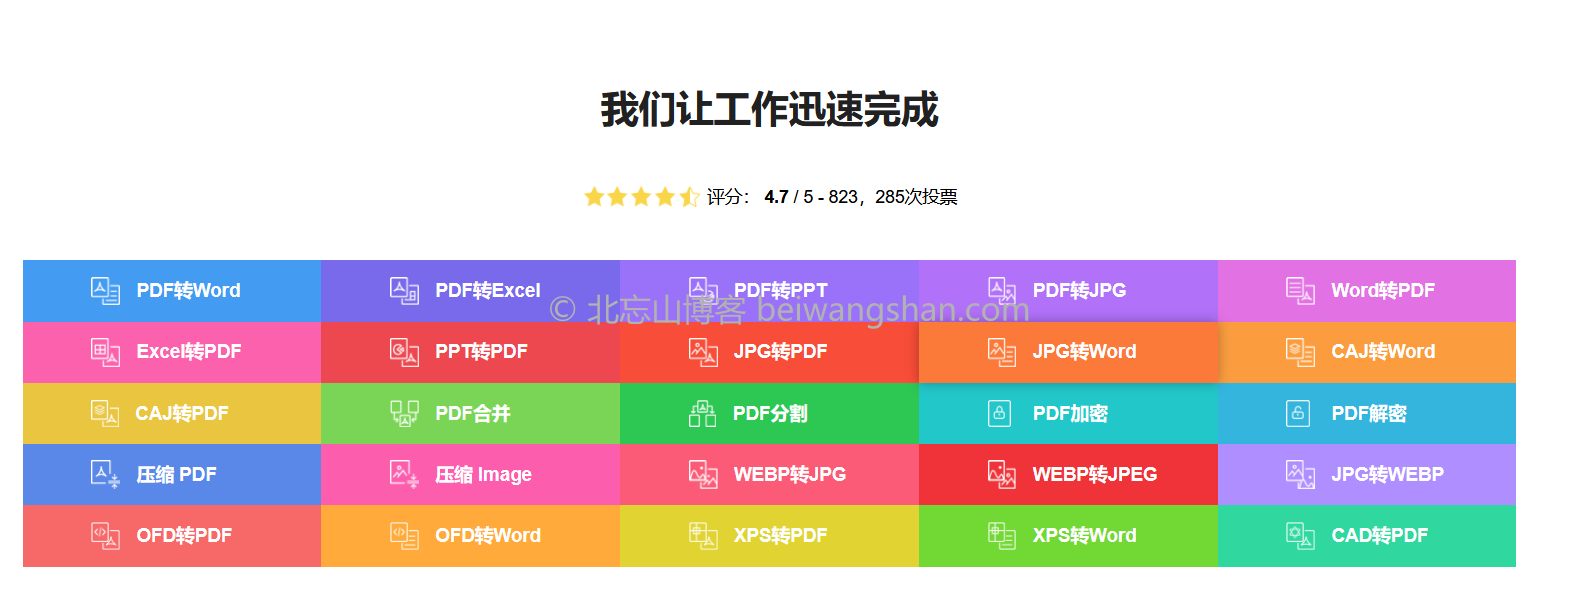 我们让工作迅速完成
评分： 4.7 / 5 - 823，285次投票
PDF转Word PDF转Excel PDF转PPT PDF转JPG Word转PDF
© 北忘山博客 beiwangshan.com
Excel转PDF PPT转PDF JPG转PDF JPG转Word CAJ转Word
CAJ转PDF PDF合并 PDF分割 PDF加密 PDF解密
压缩 PDF 压缩 Image WEBP转JPG WEBP转JPEG JPG转WEBP
OFD转PDF OFD转Word XPS转PDF XPS转Word CAD转PDF